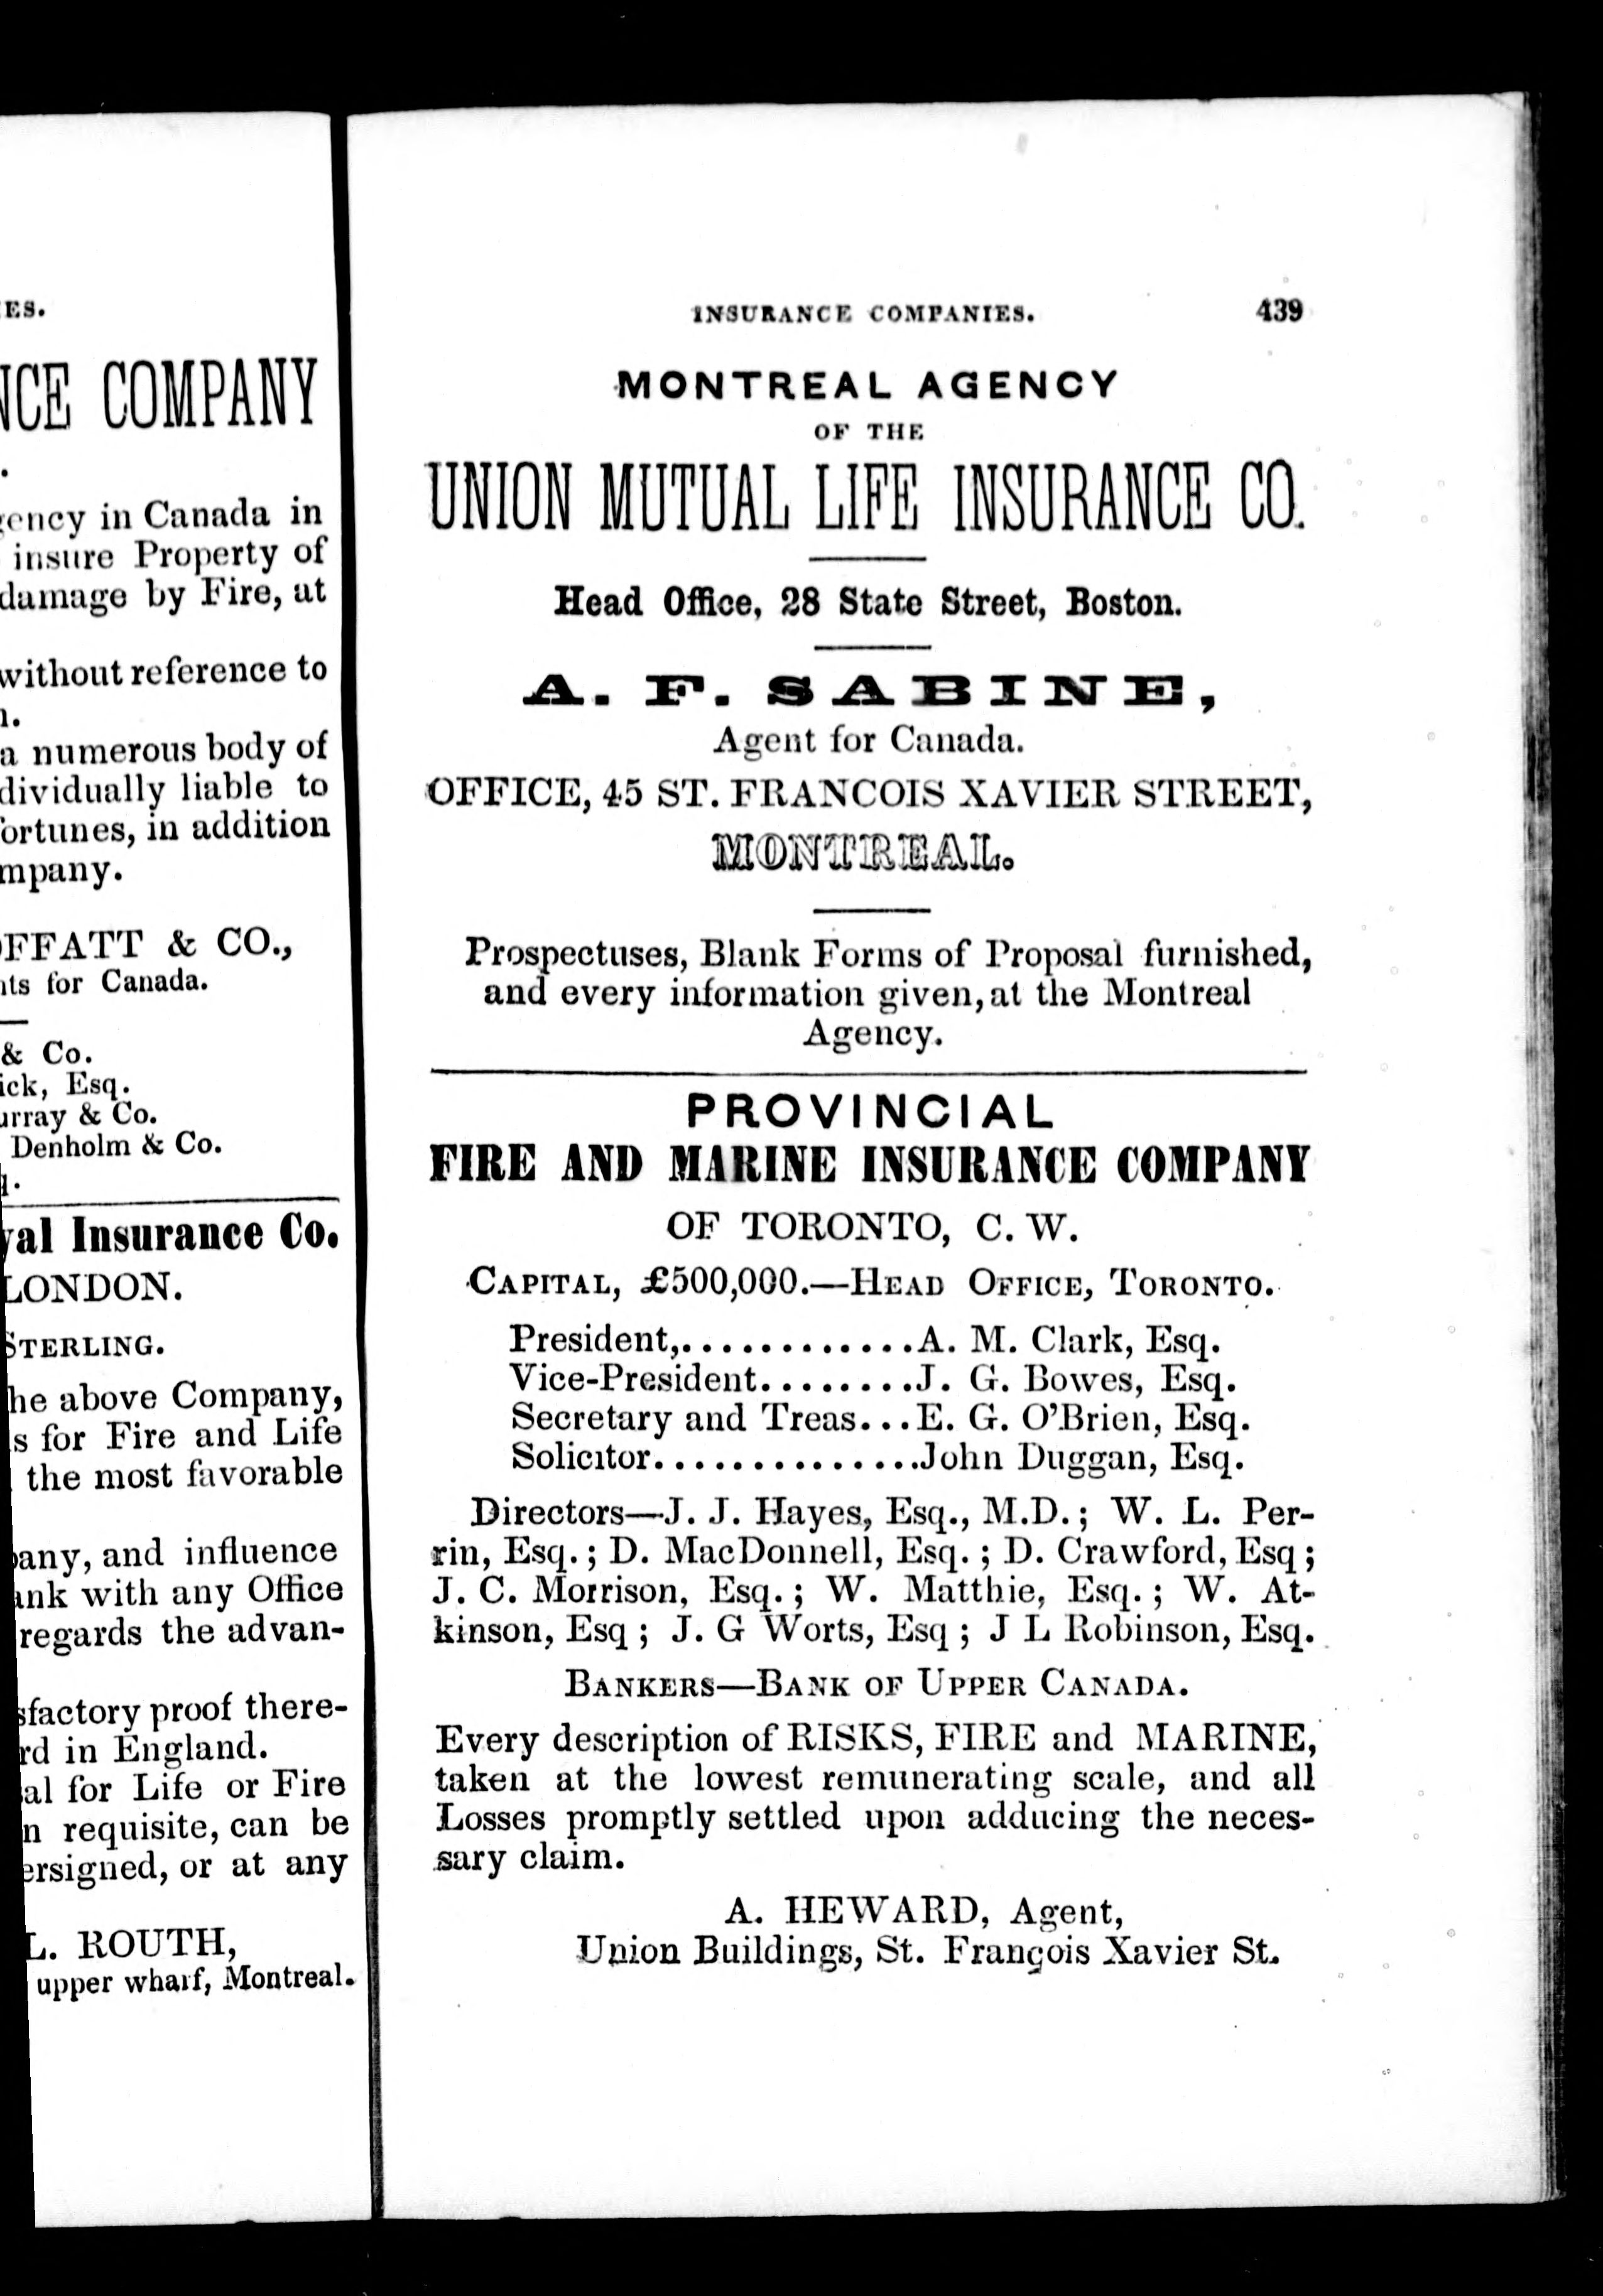 ES.
CE COMPANY
ency in Canada in
insure Property of
damage by Fire, at
without reference to
a numerous body of
dividually liable to
fortunes, in addition
mpany.
FFATT & CO.,
ts for Canada.
& Co.
ick, Esq.
urray & Co.
Denholm & Co.
al Insurance Co.
LONDON.
STERLING.
he above Company,
s for Fire and Life
the most favorable
any, and influence
nk with any Office
regards the advan-
sfactory proof there-
rd in England.
al for Life or Fire
n requisite, can be
ersigned, or at any
L. ROUTH,
upper wharf, Montreal.
INSURANCE COMPANIES. 439
MONTREAL AGENCY
OF THE
UNION MUTUAL LIFE INSURANCE CO.
Head Office, 28 State Street, Boston.
A. F. SABINE,
Agent for Canada.
OFFICE, 45 ST. FRANCOIS XAVIER STREET,
MONTREAL.
Prospectuses, Blank Forms of Proposal furnished,
and every information given, at the Montreal
Agency.
PROVINCIAL
FIRE AND MARINE INSURANCE COMPANY
OF TORONTO, C. W.
CAPITAL, £500,000.—HEAD OFFICE, TORONTO.
President,............A. M. Clark, Esq.
Vice-President........J. G. Bowes, Esq.
Secretary and Treas...E. G. O'Brien, Esq.
Solicitor..............John Duggan, Esq.
Directors—J. J. Hayes, Esq., M.D.; W. L. Per-
rin, Esq.; D. MacDonnell, Esq.; D. Crawford, Esq;
J. C. Morrison, Esq.; W. Matthie, Esq.; W. At-
kinson, Esq; J. G Worts, Esq; J L Robinson, Esq.
BANKERS—BANK OF UPPER CANADA.
Every description of RISKS, FIRE and MARINE,
taken at the lowest remunerating scale, and all
Losses promptly settled upon adducing the neces-
sary claim.
A. HEWARD, Agent,
Union Buildings, St. François Xavier St.